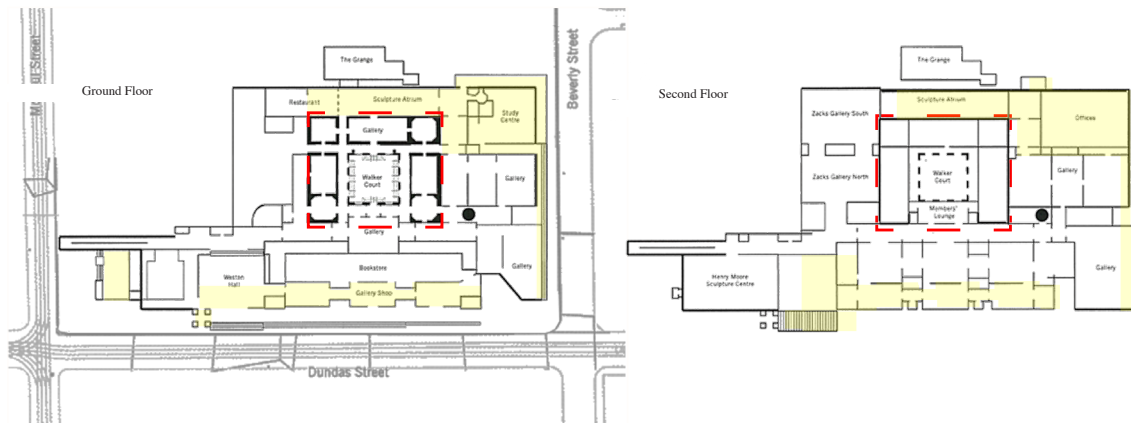 Ground Floor
The Grange
Restaurant
Sculpture Atrium
Study
Centre
Gallery
Walker
Court
Gallery
Gallery
Gallery
Weston
Hall
Bookstore
Gallery Shop
Beverly Street
Dundas Street
Second Floor
The Grange
Zacks Gallery South
Sculpture Atrium
Offices
Zacks Gallery North
Walker
Court
Gallery
Members'
Lounge
Henry Moore
Sculpture Centre
Gallery